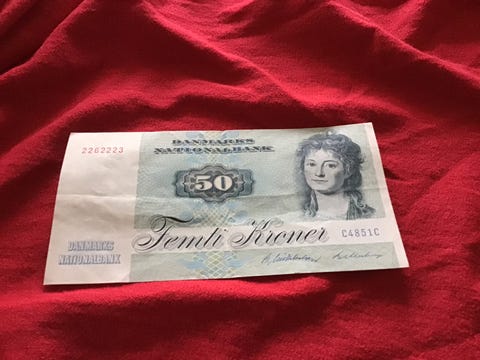 2262223
DANMARKS
NATIONALBANK
50
Femti Kroner
C4851C
DANMARKS
NATIONALBANK